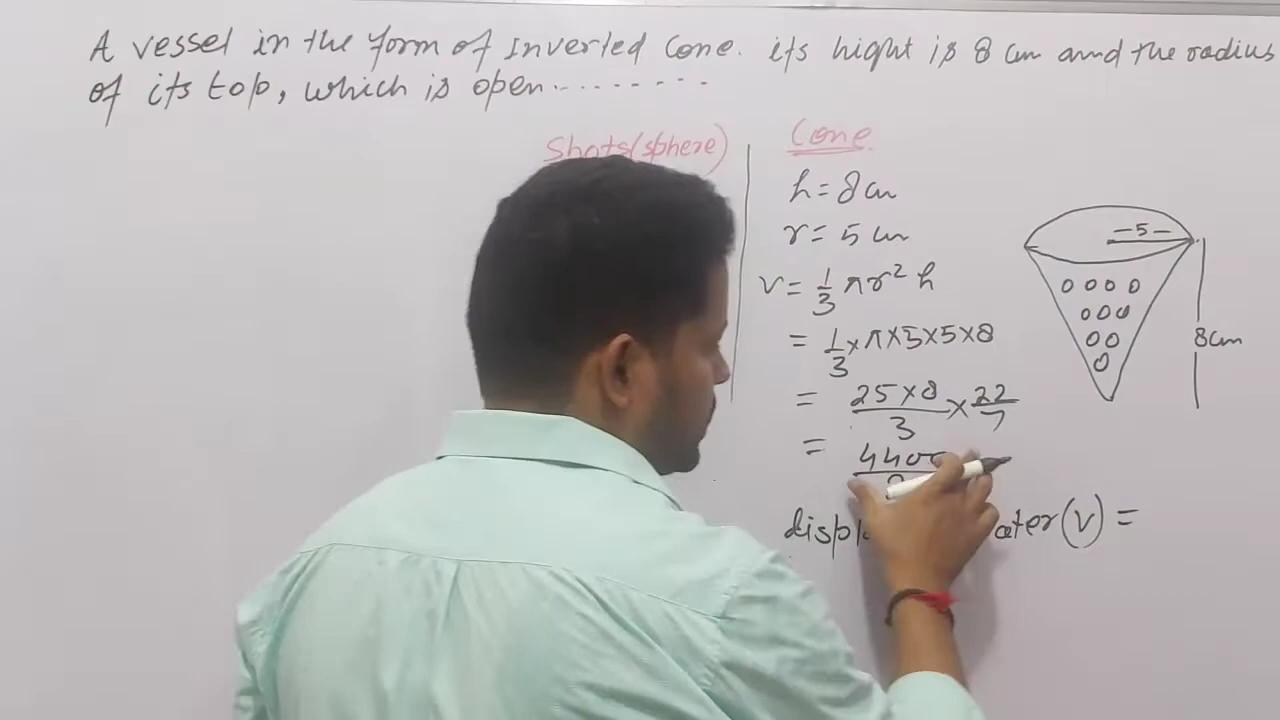 A vessel in the form of Inverted Cone. its hight is 8 cm and the radius
of its top, which is open.........
Shots(sphere)
Cone
h = 8 cm
r = 5 cm
v = 1/3 πr² h
= 1/3 × π × 5 × 5 × 8
= 25 × 8 / 3 × 22/7
=
(v) =
— 5 —
8cm